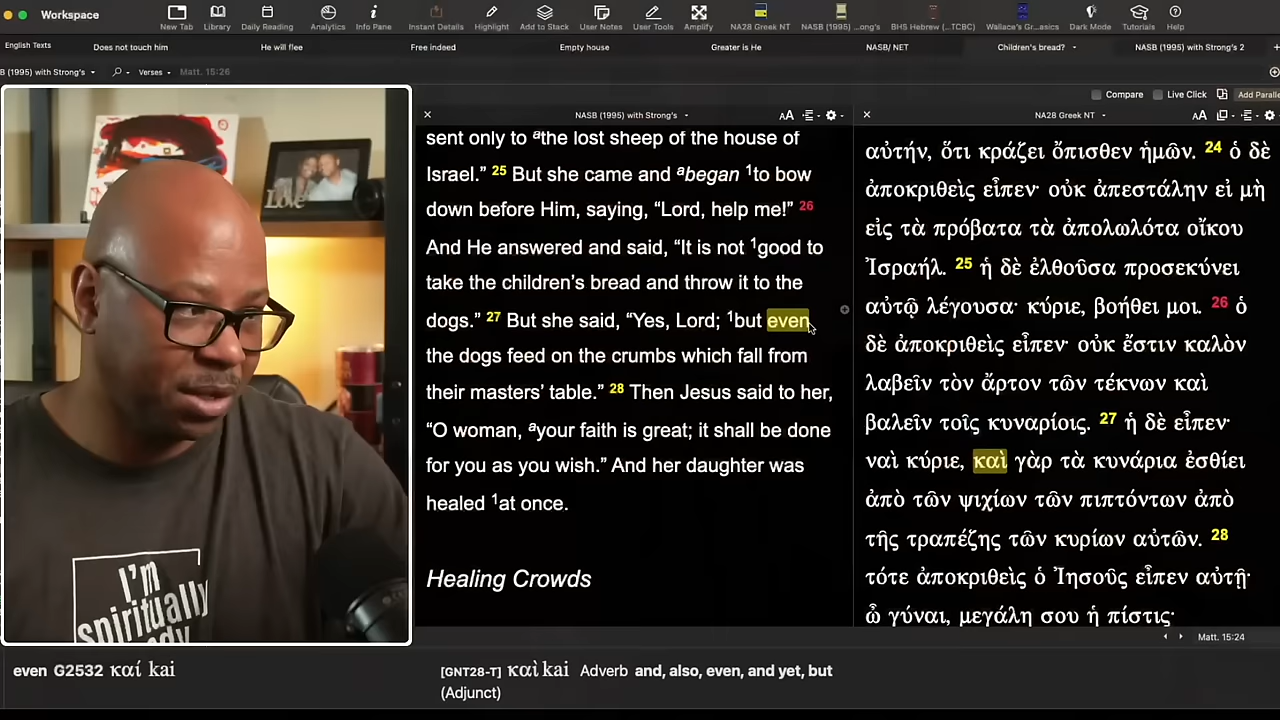 Workspace
New Tab
Library
Daily Reading
Analytics
Info Pane
Instant Details
Highlight
Add to Stack
User Notes
User Tools
Amplify
NA28 Greek NT
NASB (1995) ...ong's
BHS Hebrew (...TCBC)
Wallace's Gr...asics
Dark Mode
Tutorials
Help
English Texts
Does not touch him
He will flee
Free indeed
Empty house
Greater is He
NASB/ NET
Children's bread?
NASB (1995) with Strong's 2
B (1995) with Strong's
Verses
Matt. 15:26
Compare
Live Click
Add Paralle
NASB (1995) with Strong's
sent only to ᵃthe lost sheep of the house of
Israel.” 25 But she came and ᵃbegan ¹to bow
down before Him, saying, “Lord, help me!” 26
And He answered and said, “It is not ¹good to
take the children’s bread and throw it to the
dogs.” 27 But she said, “Yes, Lord; ¹but even
the dogs feed on the crumbs which fall from
their masters’ table.” 28 Then Jesus said to her,
“O woman, ᵃyour faith is great; it shall be done
for you as you wish.” And her daughter was
healed ¹at once.
Healing Crowds
NA28 Greek NT
αὐτήν, ὅτι κράζει ὄπισθεν ἡμῶν. 24 ὁ δὲ
ἀποκριθεὶς εἶπεν· οὐκ ἀπεστάλην εἰ μὴ
εἰς τὰ πρόβατα τὰ ἀπολωλότα οἴκου
Ἰσραήλ. 25 ἡ δὲ ἐλθοῦσα προσεκύνει
αὐτῷ λέγουσα· κύριε, βοήθει μοι. 26 ὁ
δὲ ἀποκριθεὶς εἶπεν· οὐκ ἔστιν καλὸν
λαβεῖν τὸν ἄρτον τῶν τέκνων καὶ
βαλεῖν τοῖς κυναρίοις. 27 ἡ δὲ εἶπεν·
ναὶ κύριε, καὶ γὰρ τὰ κυνάρια ἐσθίει
ἀπὸ τῶν ψιχίων τῶν πιπτόντων ἀπὸ
τῆς τραπέζης τῶν κυρίων αὐτῶν. 28
τότε ἀποκριθεὶς ὁ Ἰησοῦς εἶπεν αὐτῇ·
ὦ γύναι, μεγάλη σου ἡ πίστις·
Matt. 15:24
Love
I'm
spiritually
even G2532 καί kai
[GNT28-T] καὶ kai Adverb and, also, even, and yet, but
(Adjunct)